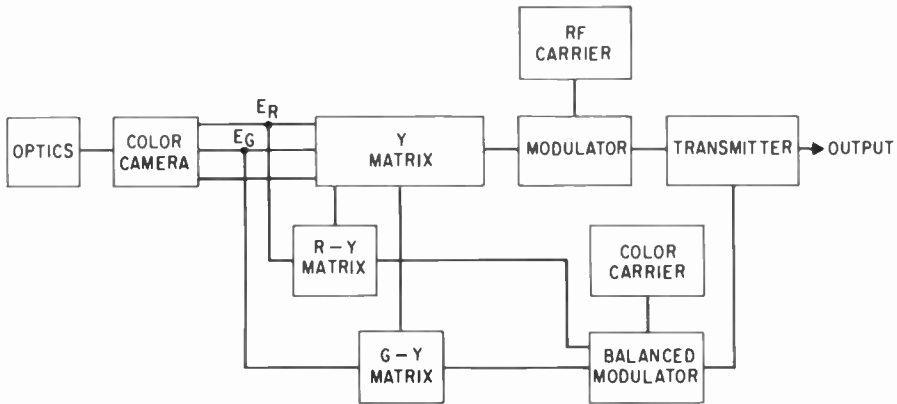 RF
CARRIER
E_R
E_G
OPTICS
COLOR
CAMERA
Y
MATRIX
MODULATOR
TRANSMITTER
OUTPUT
R-Y
MATRIX
COLOR
CARRIER
G-Y
MATRIX
BALANCED
MODULATOR